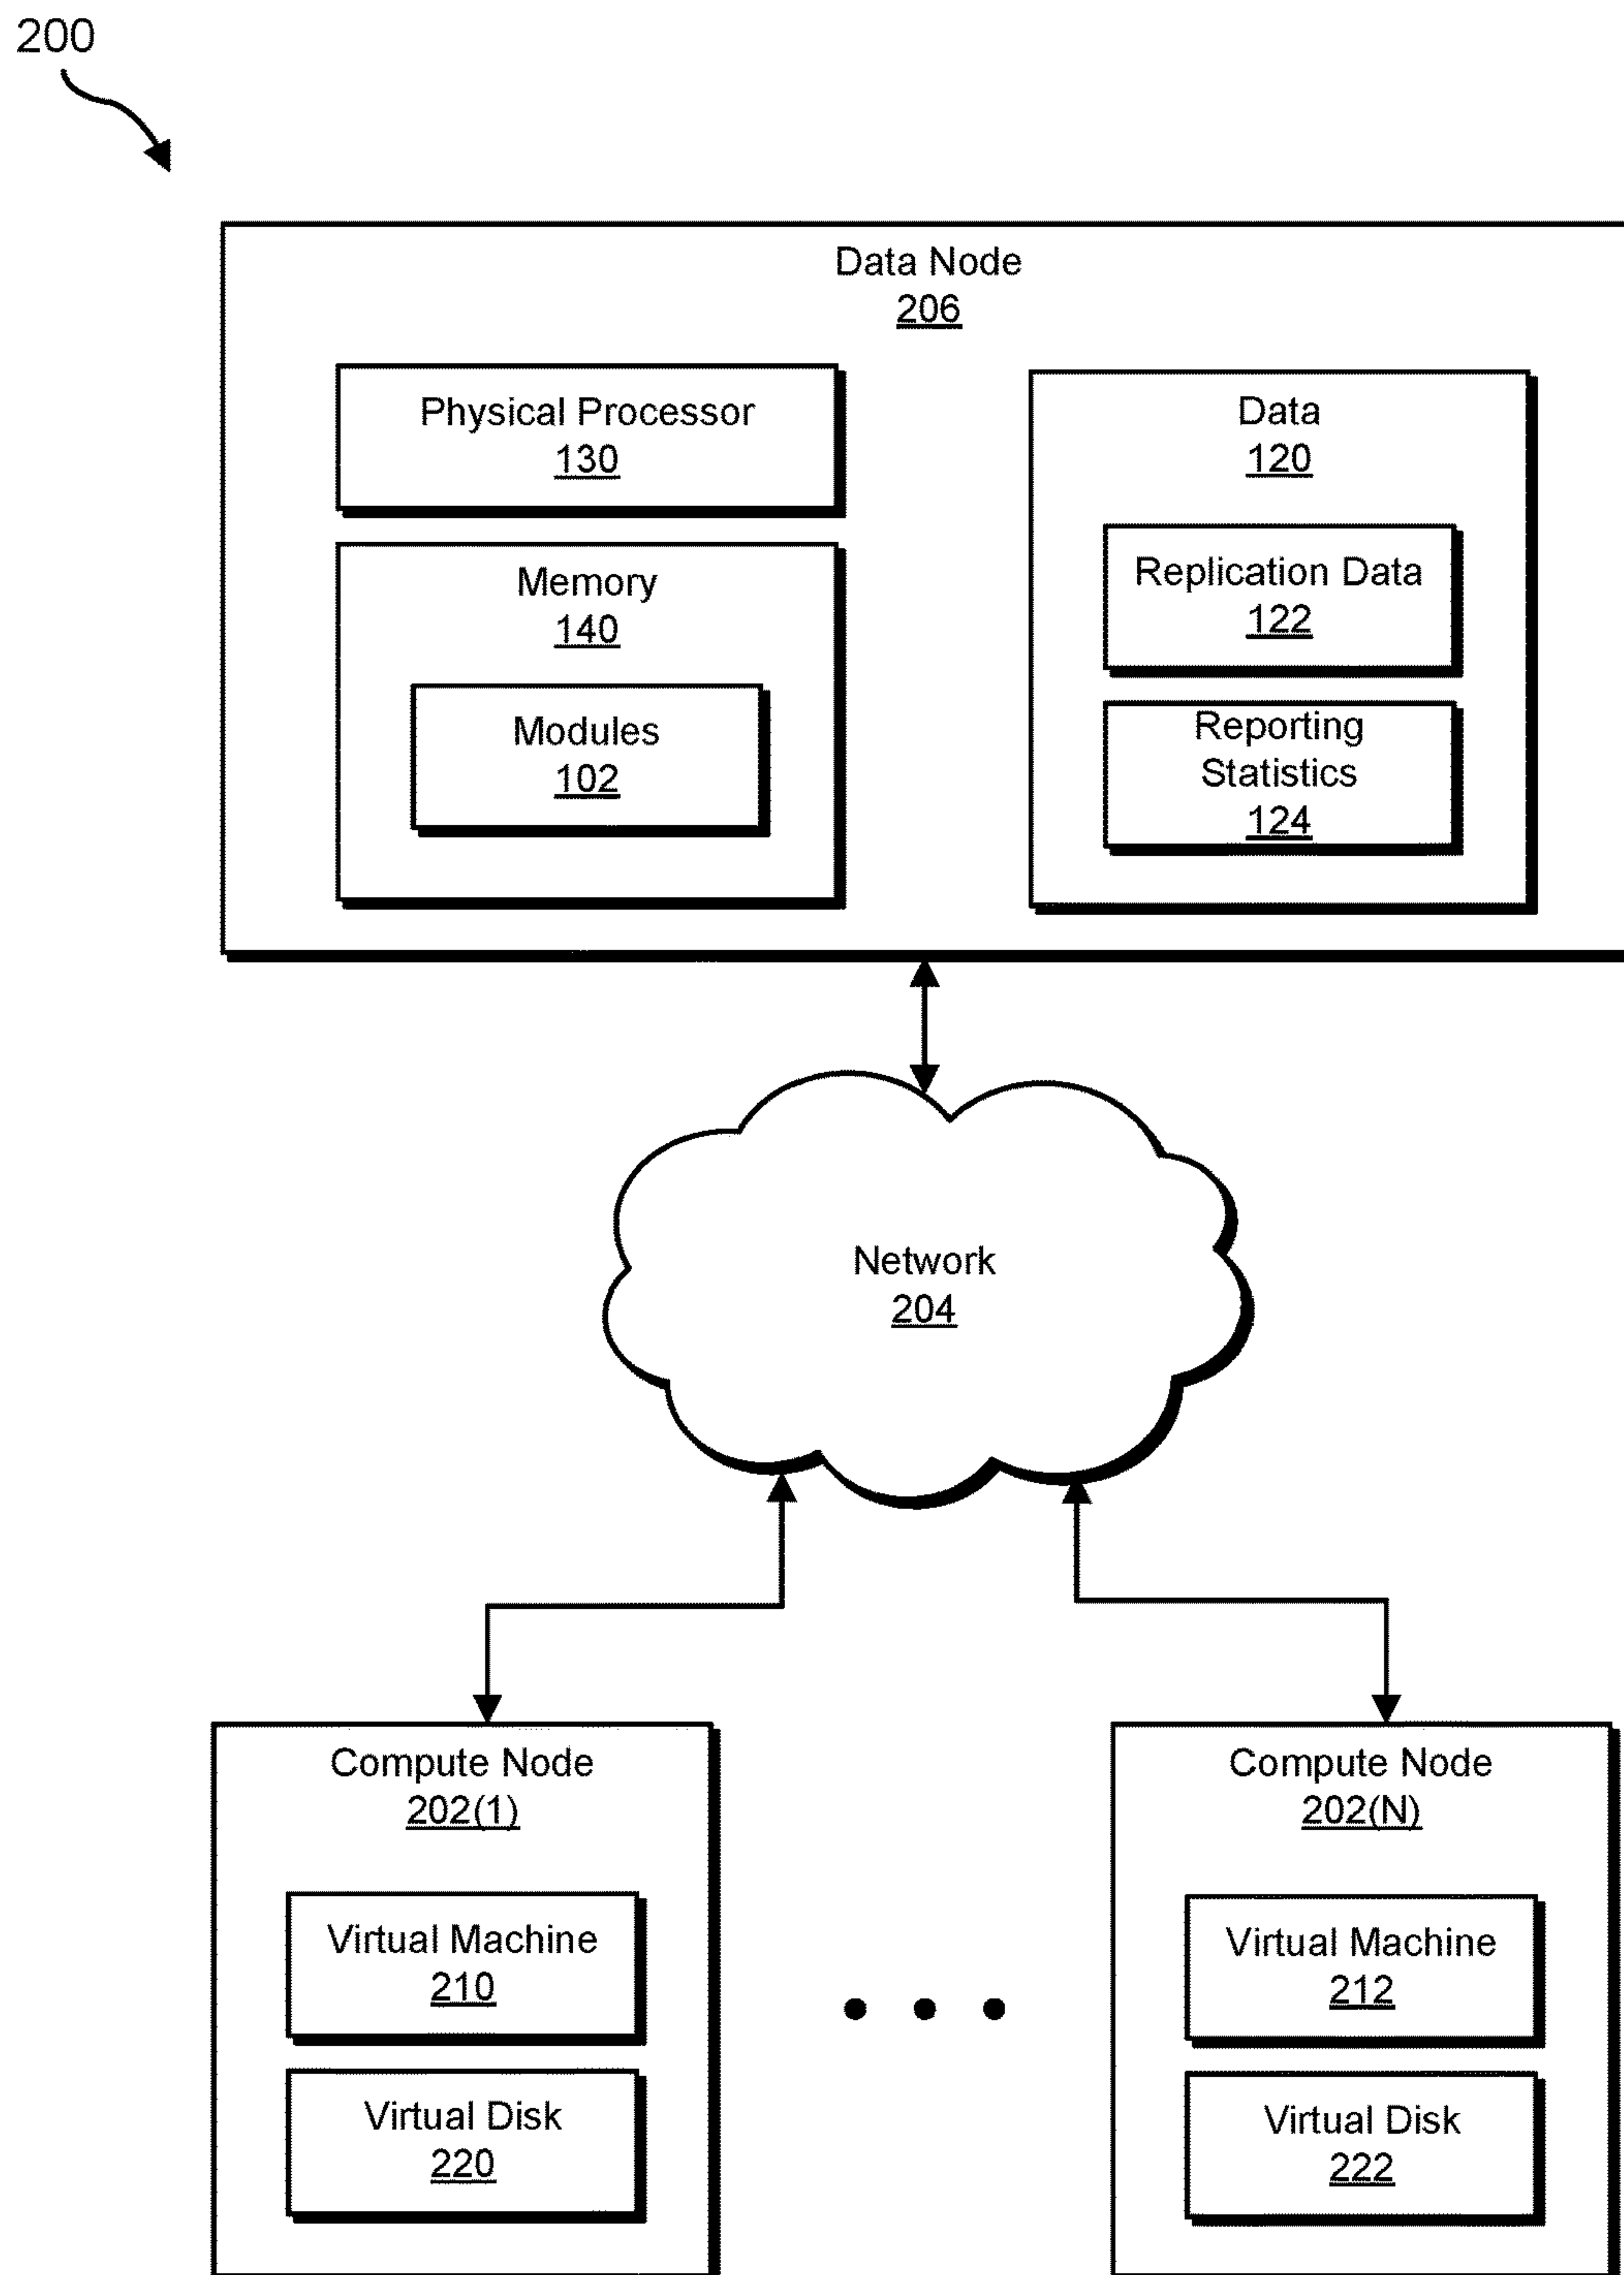 200
Data Node
206
Physical Processor
130
Memory
140
Modules
102
Data
120
Replication Data
122
Reporting
Statistics
124
Network
204
Compute Node
202(1)
Virtual Machine
210
Virtual Disk
220
Compute Node
202(N)
Virtual Machine
212
Virtual Disk
222